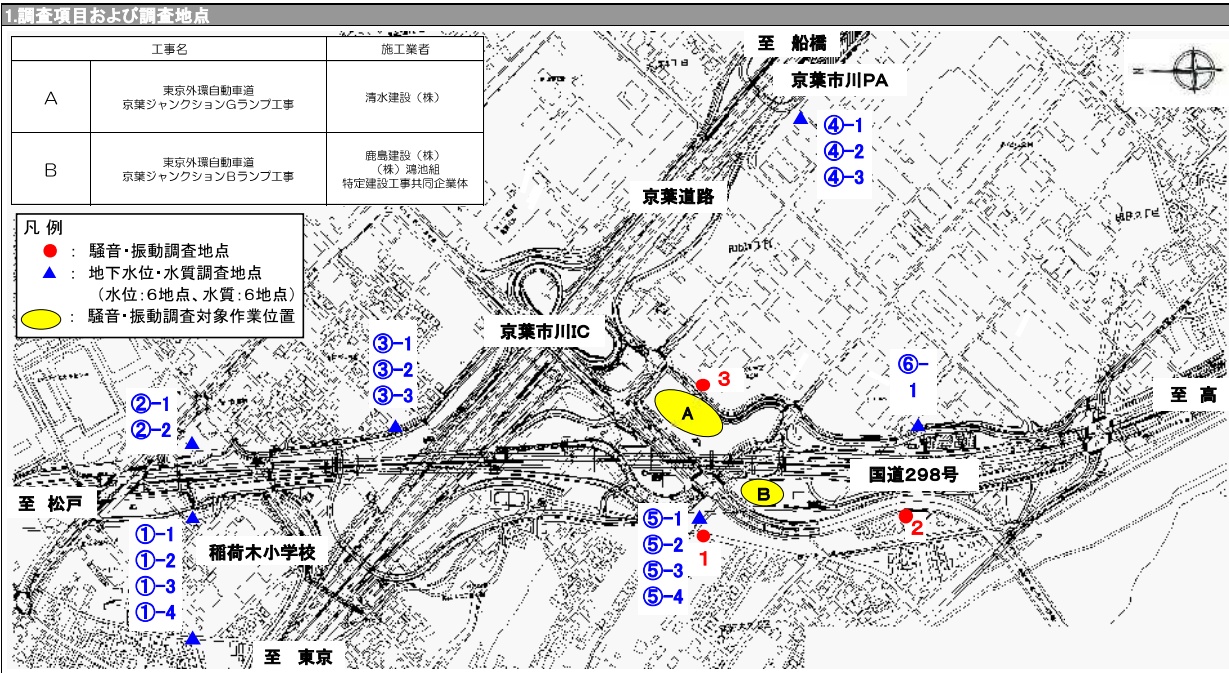 1.調査項目および調査地点
工事名
施工業者
A
東京外環自動車道
京葉ジャンクションGランプ工事
清水建設（株）
B
東京外環自動車道
京葉ジャンクションBランプ工事
鹿島建設（株）
（株）鴻池組
特定建設工事共同企業体
凡 例
： 騒音・振動調査地点
： 地下水位・水質調査地点
（水位：6地点、水質：6地点）
： 騒音・振動調査対象作業位置
至 船橋
京葉市川PA
N
④-1
④-2
④-3
京葉道路
京葉市川IC
③-1
③-2
③-3
②-1
②-2
3
A
⑥-
1
至 高
国道298号
B
至 松戸
①-1
①-2
①-3
①-4
稲荷木小学校
⑤-1
⑤-2
⑤-3
⑤-4
1
2
至 東京